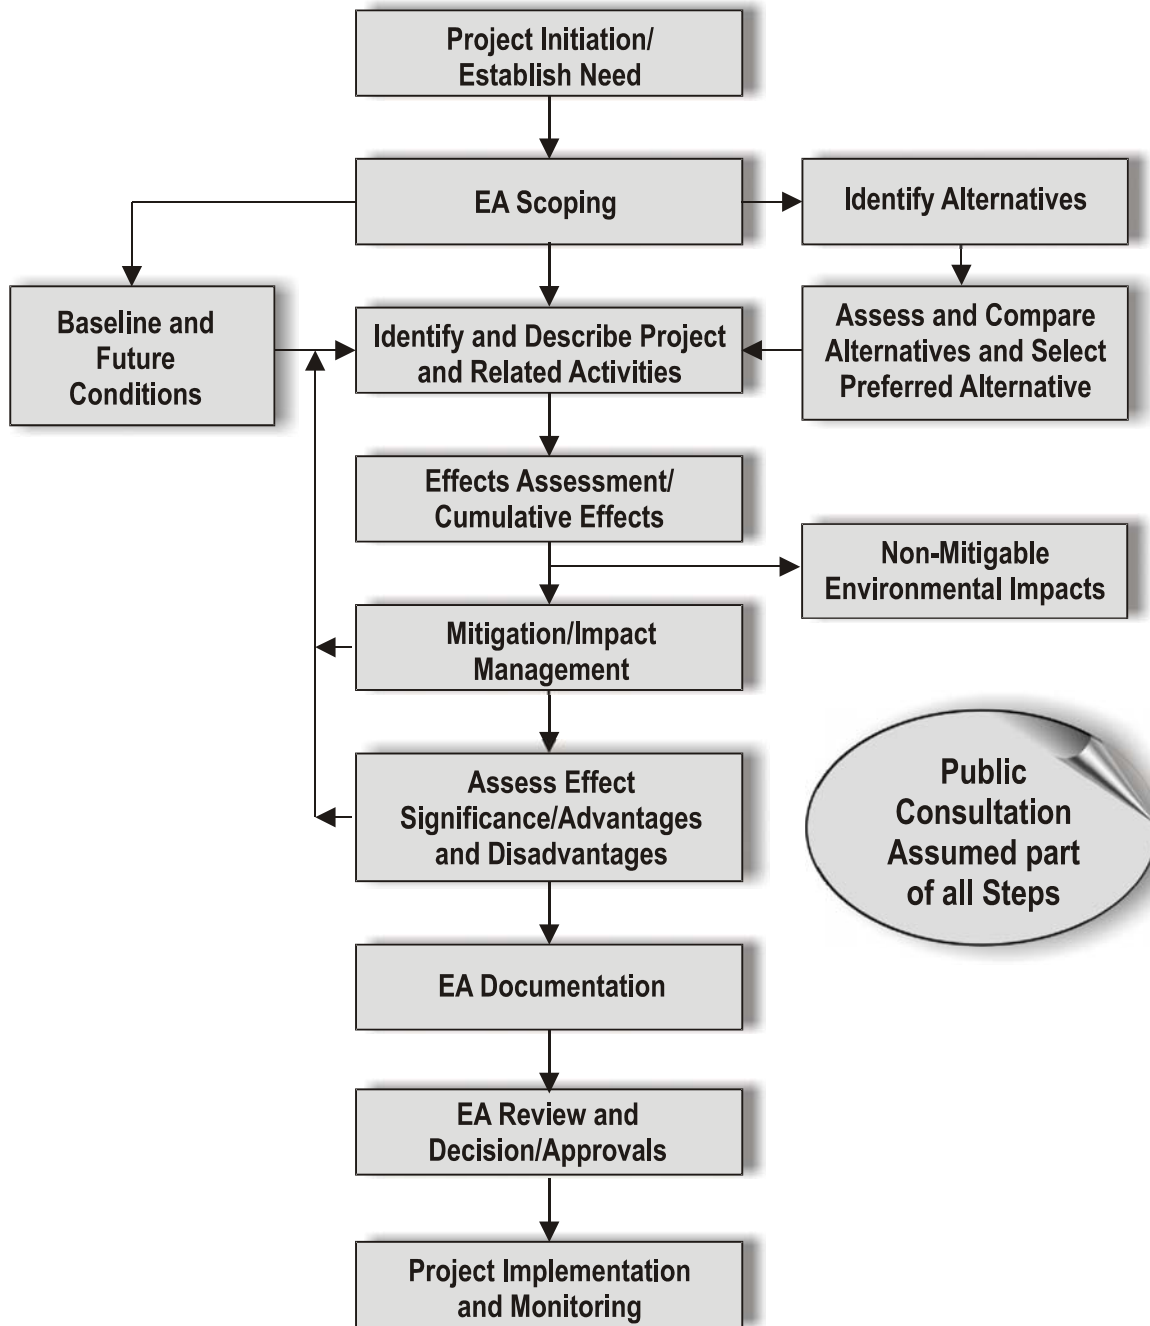 Project Initiation/
Establish Need
EA Scoping
Identify Alternatives
Baseline and
Future
Conditions
Identify and Describe Project
and Related Activities
Assess and Compare
Alternatives and Select
Preferred Alternative
Effects Assessment/
Cumulative Effects
Non-Mitigable
Environmental Impacts
Mitigation/Impact
Management
Assess Effect
Significance/Advantages
and Disadvantages
Public
Consultation
Assumed part
of all Steps
EA Documentation
EA Review and
Decision/Approvals
Project Implementation
and Monitoring